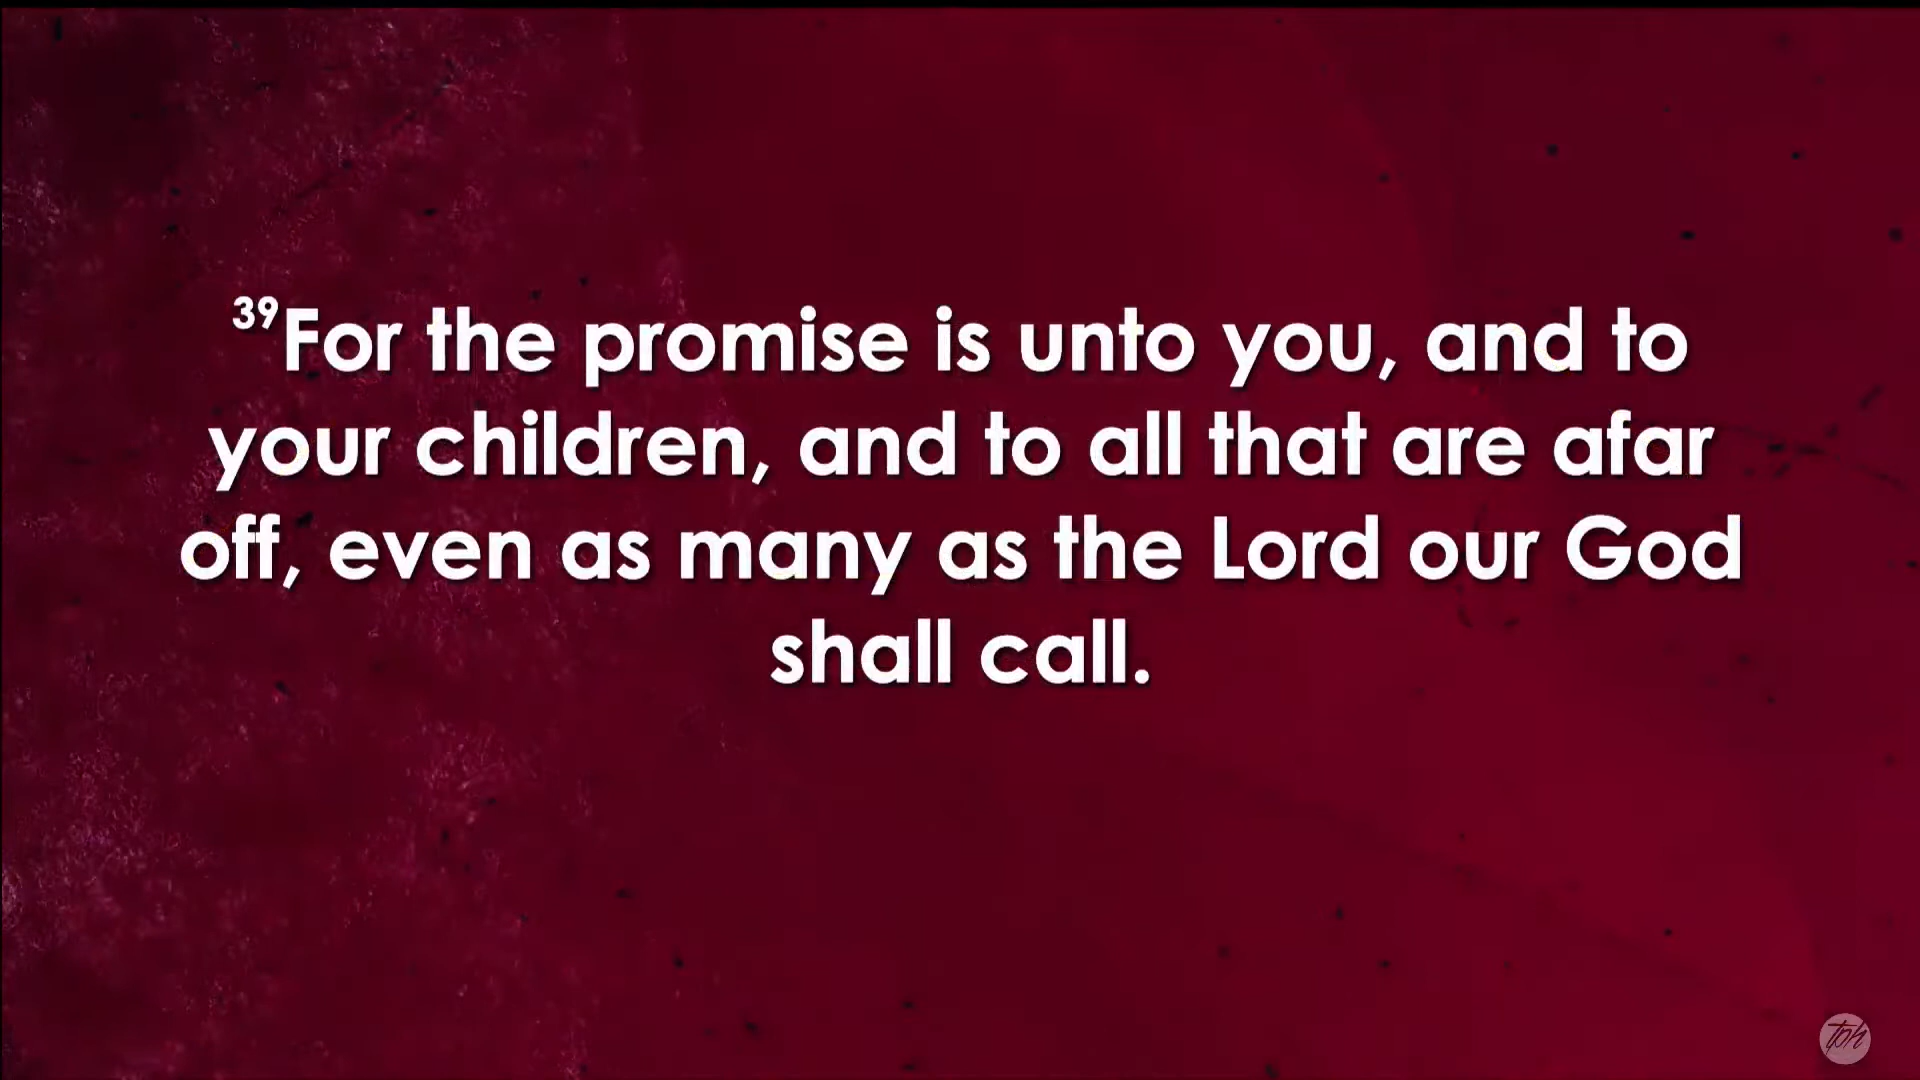 39For the promise is unto you, and to
your children, and to all that are afar
off, even as many as the Lord our God
shall call.
tph